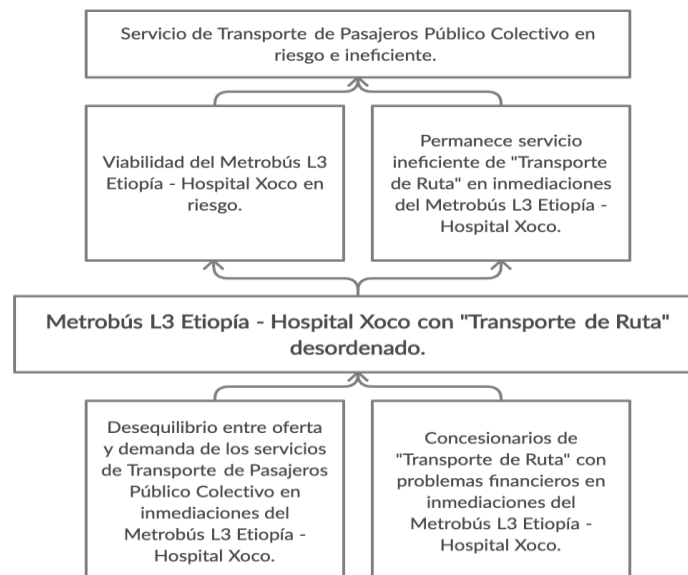 Servicio de Transporte de Pasajeros Público Colectivo en
riesgo e ineficiente.
Viabilidad del Metrobús L3
Etiopía - Hospital Xoco en
riesgo.
Permanece servicio
ineficiente de "Transporte
de Ruta" en inmediaciones
del Metrobús L3 Etiopía -
Hospital Xoco.
Metrobús L3 Etiopía - Hospital Xoco con "Transporte de Ruta"
desordenado.
Desequilibrio entre oferta
y demanda de los servicios
de Transporte de Pasajeros
Público Colectivo en
inmediaciones del
Metrobús L3 Etiopía -
Hospital Xoco.
Concesionarios de
"Transporte de Ruta" con
problemas financieros en
inmediaciones del
Metrobús L3 Etiopía -
Hospital Xoco.